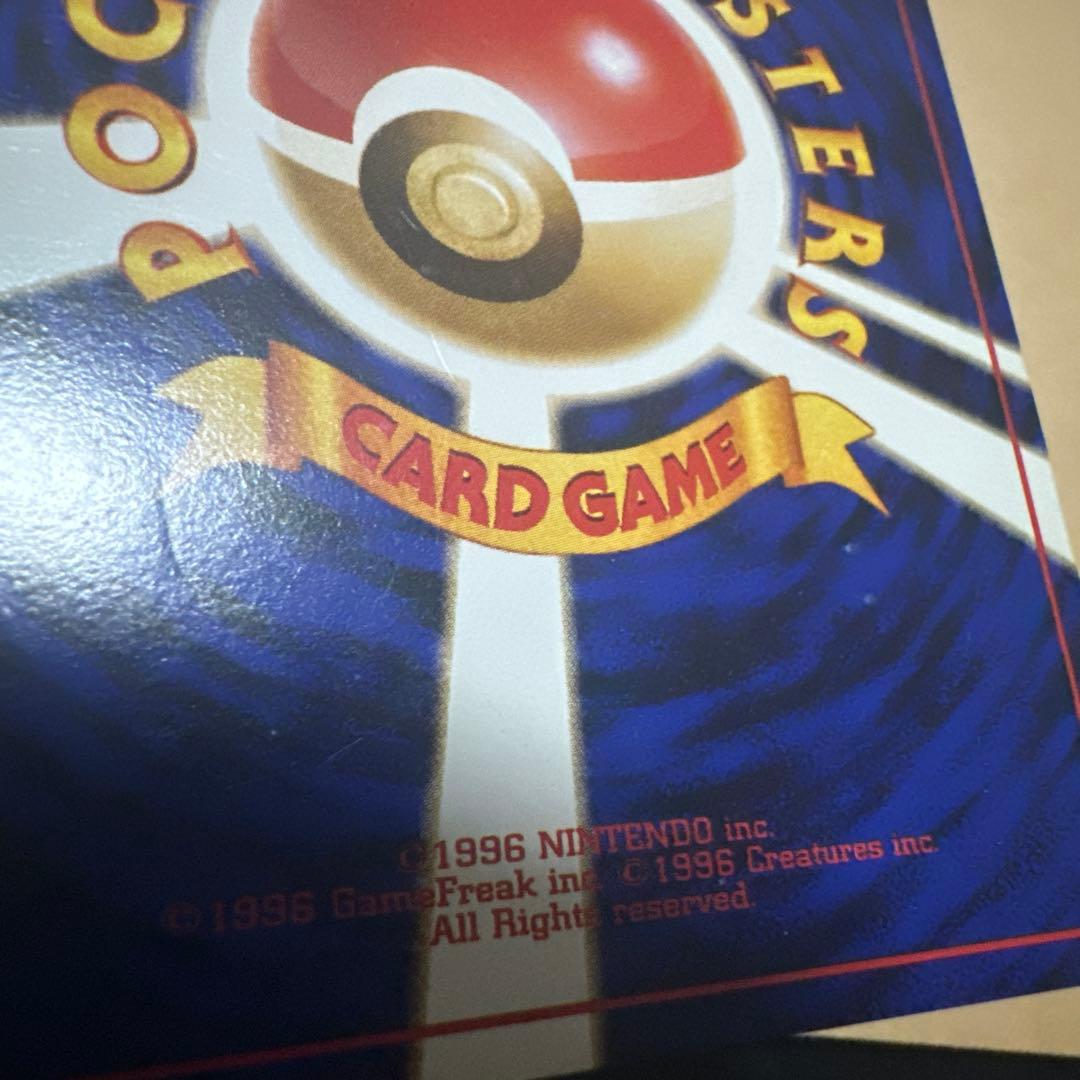 POC
STERS
CARD GAME
©1996 NINTENDO inc.
©1996 GameFreak inc. ©1996 Creatures inc.
All Rights reserved.